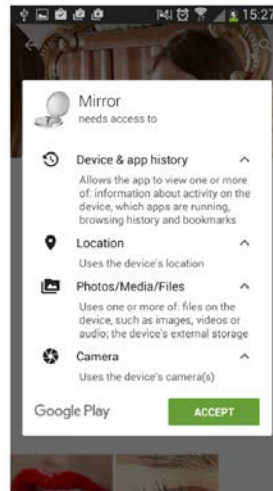 15:27
Mirror
needs access to
Device & app history
Allows the app to view one or more
of: information about activity on the
device, which apps are running,
browsing history and bookmarks
Location
Uses the device's location
Photos/Media/Files
Uses one or more of: files on the
device, such as images, videos or
audio; the device's external storage
Camera
Uses the device's camera(s)
Google Play
ACCEPT